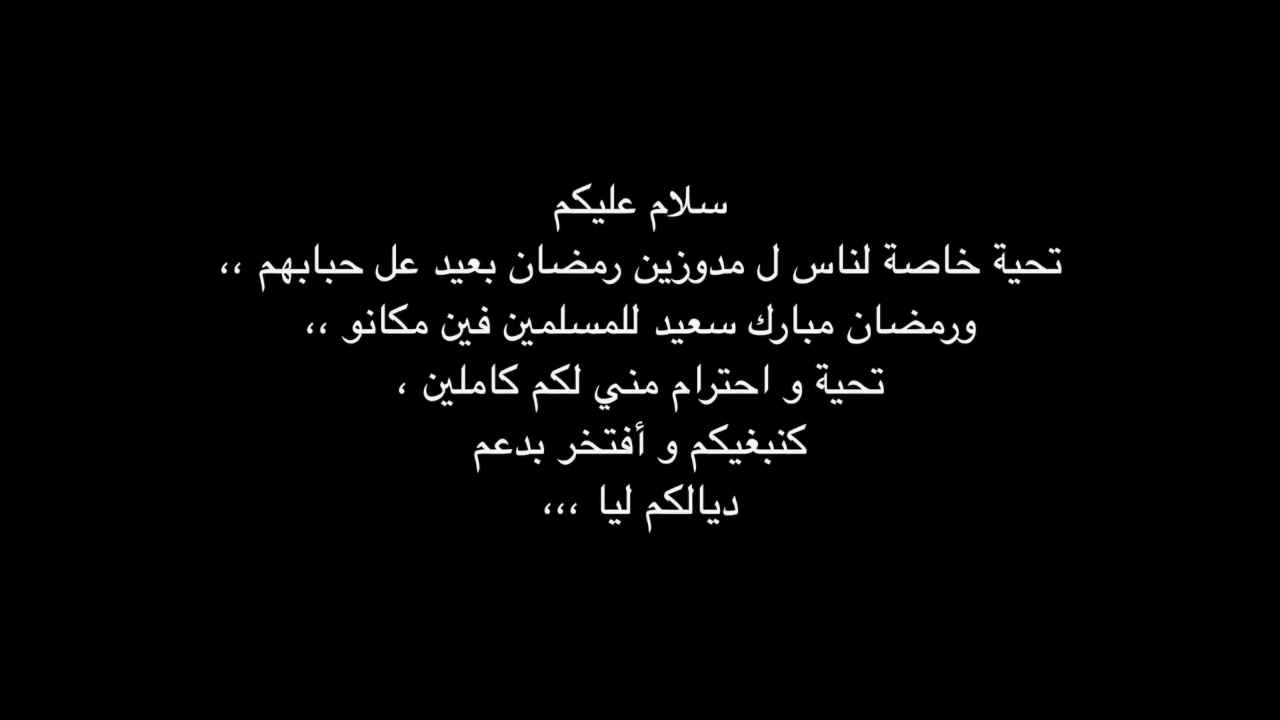 سلام عليكم
تحية خاصة لناس ل مدوزين رمضان بعيد عل حبابهم ،،
ورمضان مبارك سعيد للمسلمين فين مكانو ،،
تحية و احترام مني لكم كاملين ،
كنبغيكم و أفتخر بدعم
ديالكم ليا ،،،